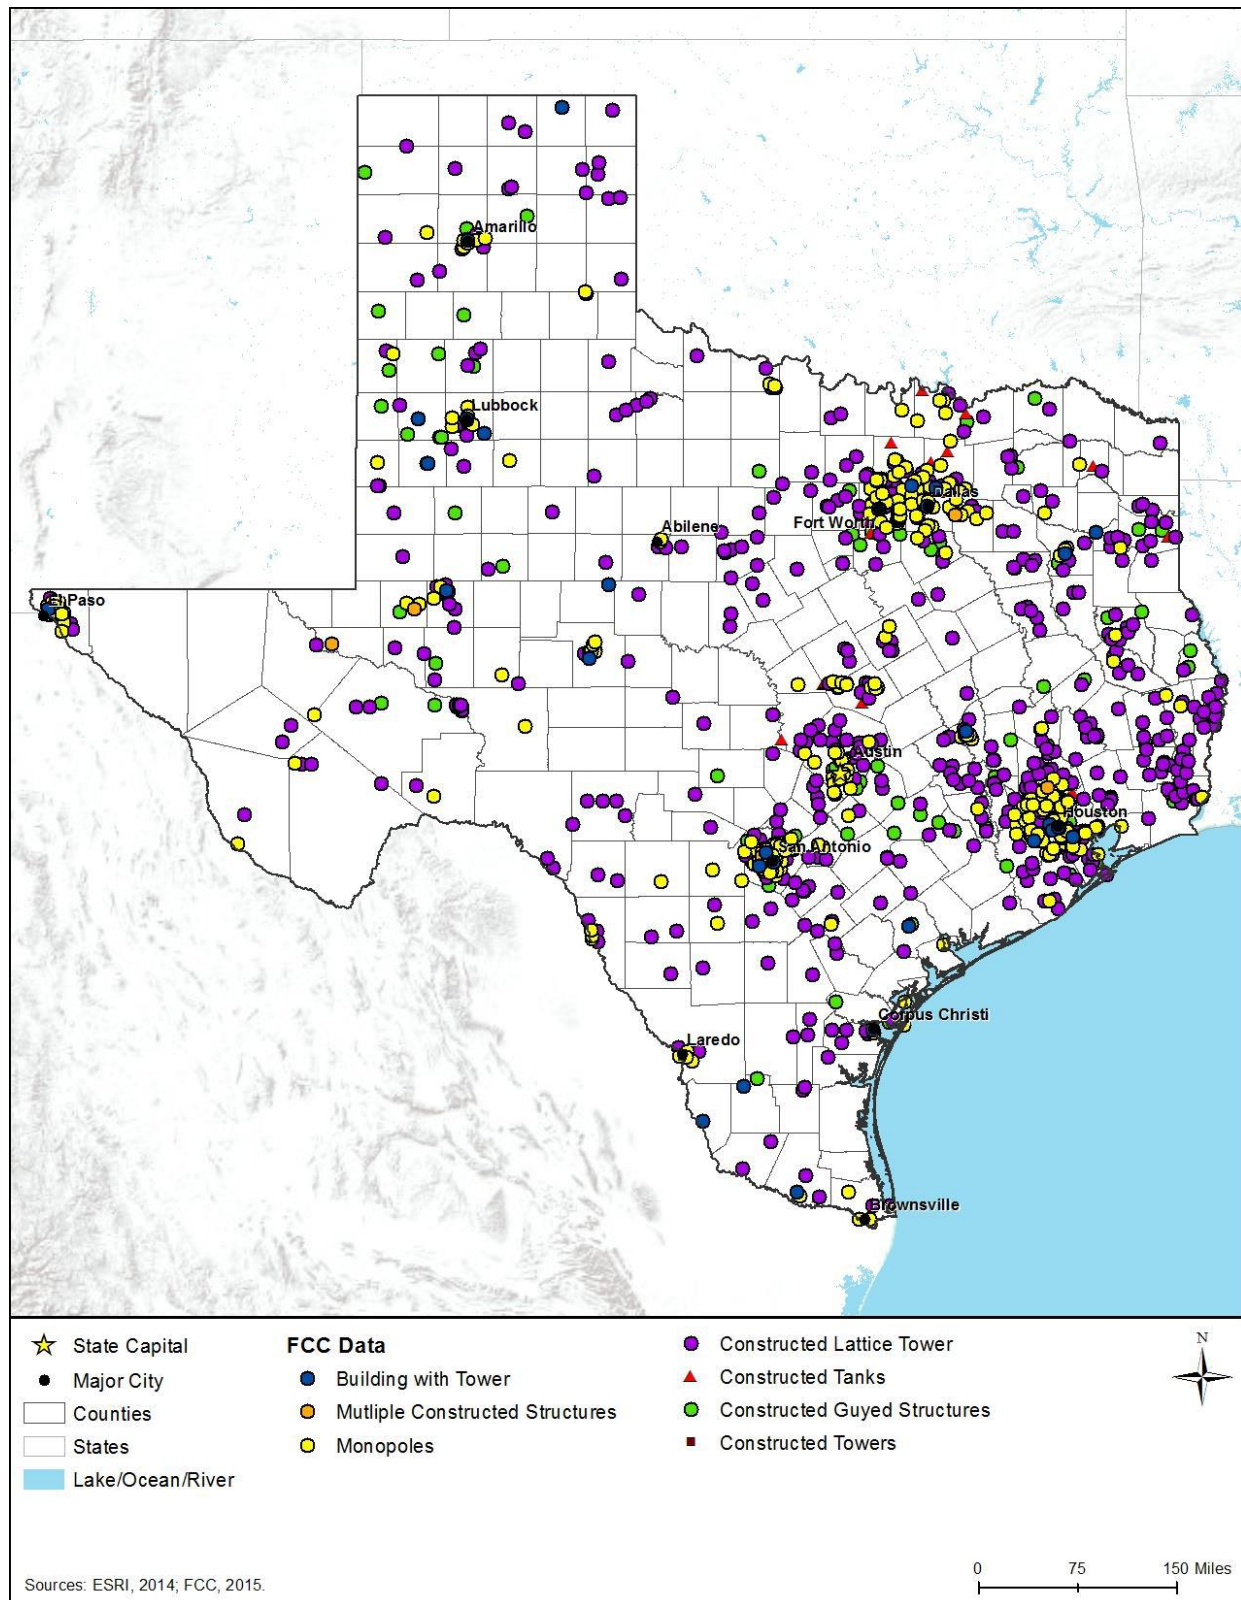 Amarillo
Lubbock
Dallas
Fort Worth
Abilene
El Paso
Austin
Houston
San Antonio
Corpus Christi
Laredo
Brownsville
State Capital
Major City
Counties
States
Lake/Ocean/River
FCC Data
Building with Tower
Mutliple Constructed Structures
Monopoles
Constructed Lattice Tower
Constructed Tanks
Constructed Guyed Structures
Constructed Towers
N
0 75 150 Miles
Sources: ESRI, 2014; FCC, 2015.